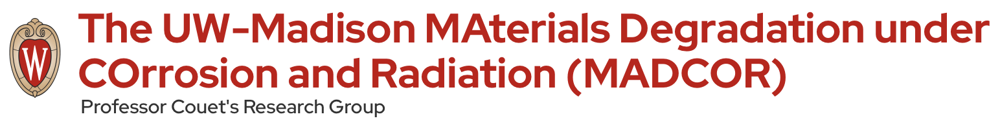 W
The UW-Madison MAterials Degradation under
COrrosion and Radiation (MADCOR)
Professor Couet's Research Group